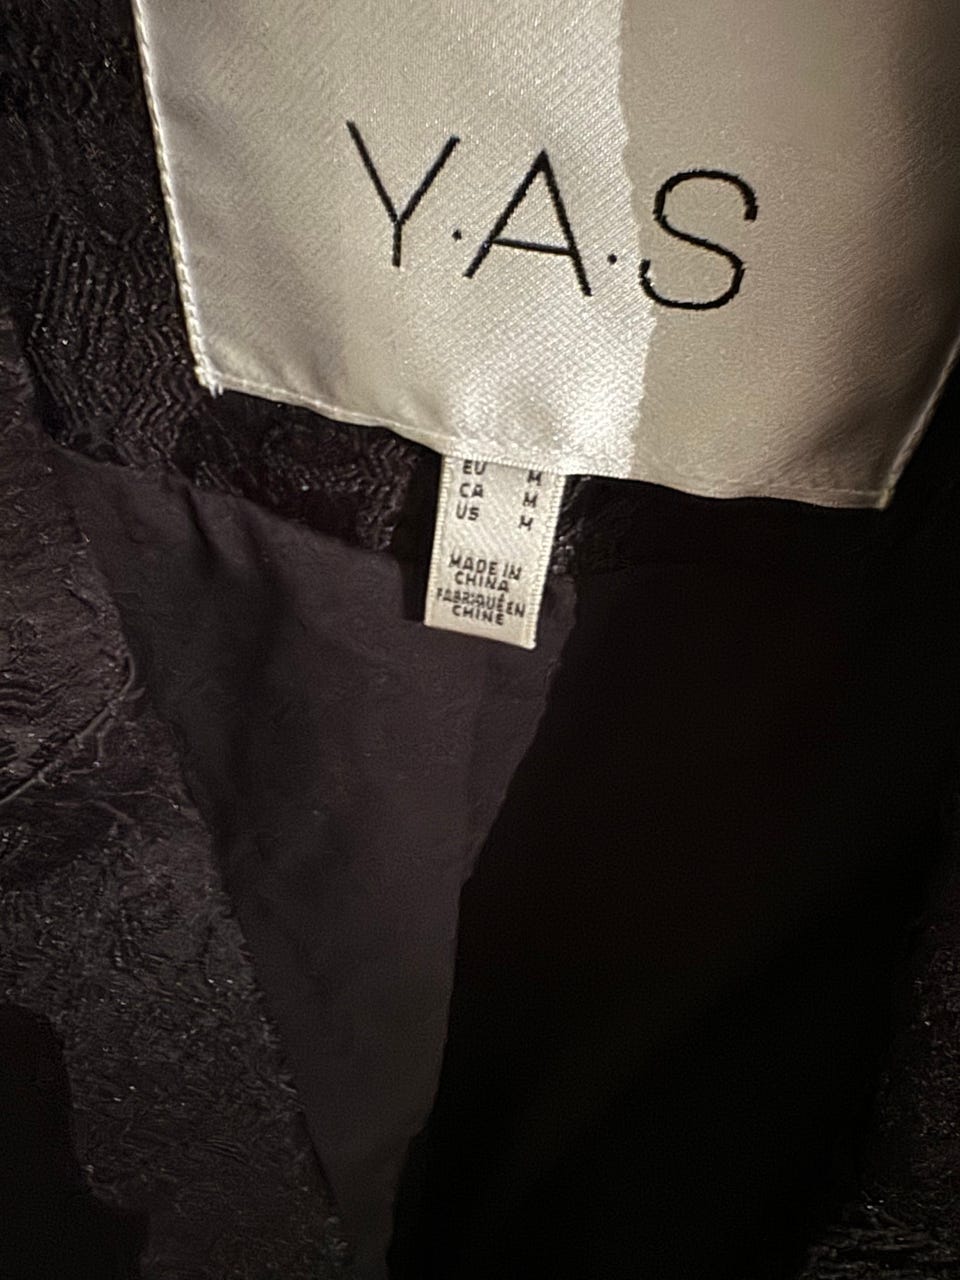 Y.A.S
EU M
CA M
US M
MADE IN
CHINA
FABRIQUÉ EN
CHINE